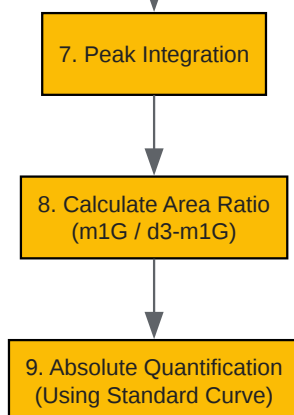 7. Peak Integration
8. Calculate Area Ratio
(m1G / d3-m1G)
9. Absolute Quantification
(Using Standard Curve)